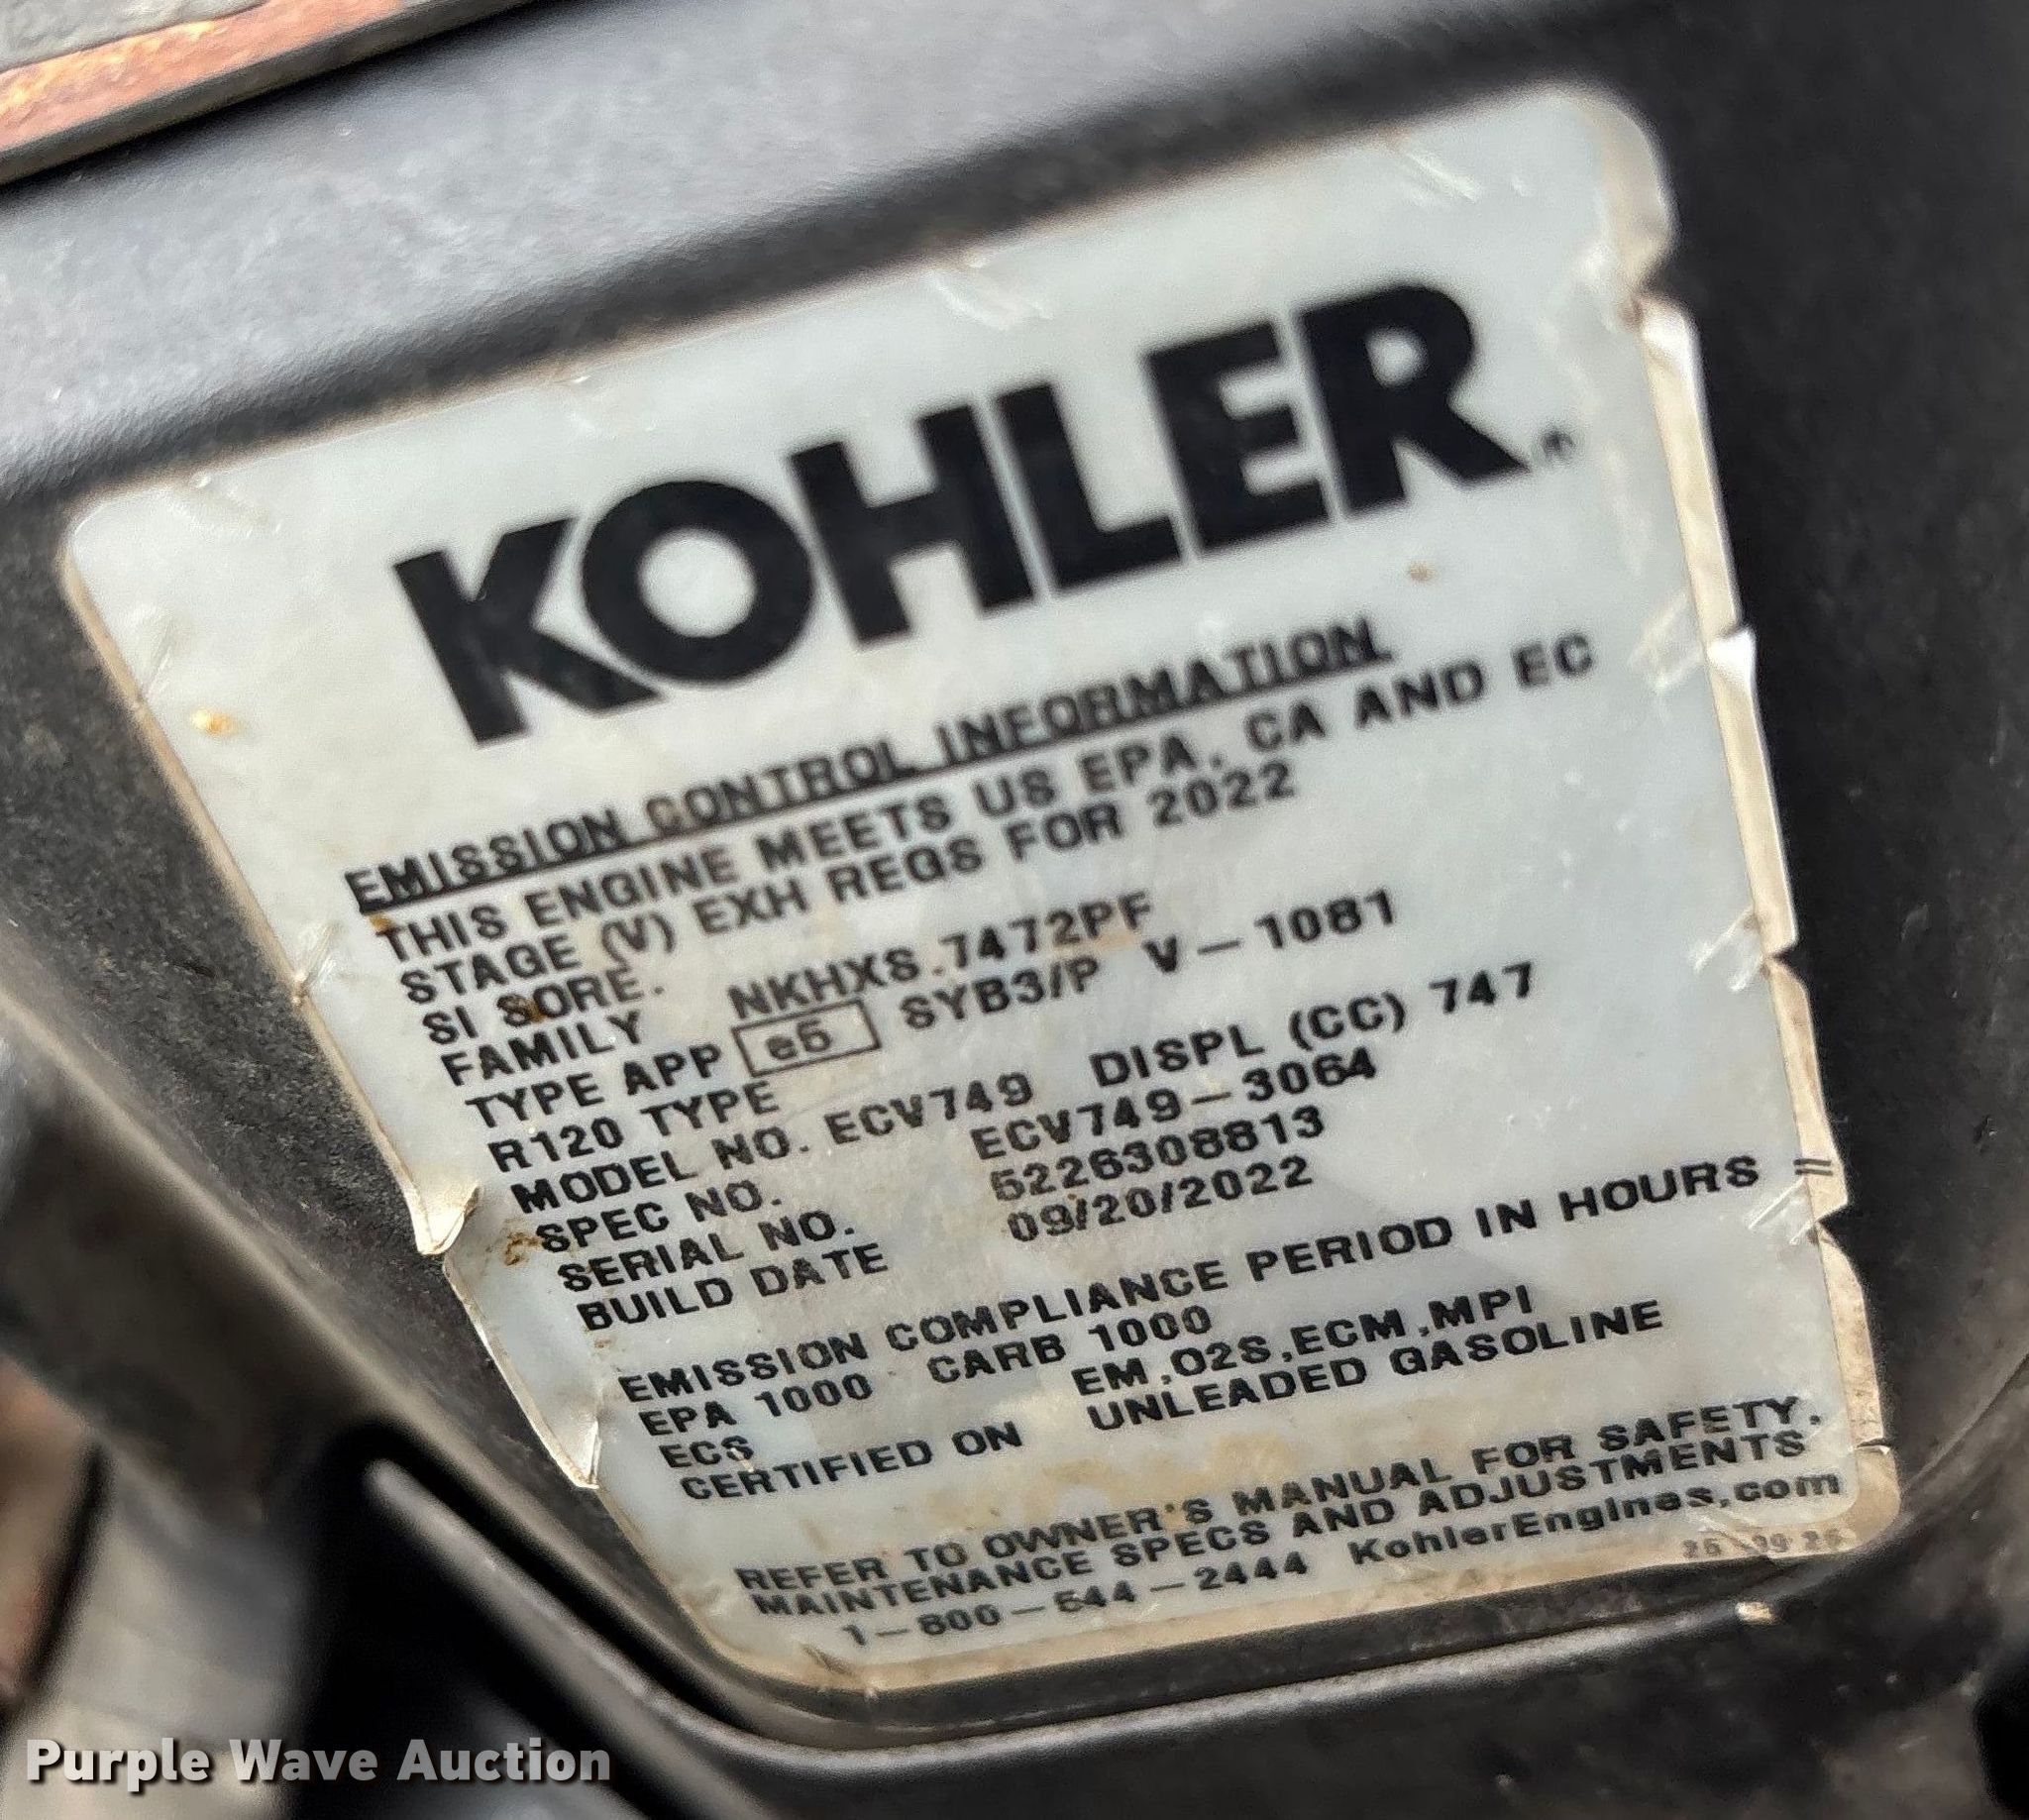 KOHLER®
EMISSION CONTROL INFORMATION
THIS ENGINE MEETS US EPA, CA AND EC
STAGE (V) EXH REGS FOR 2022
SI SORE.
FAMILY NKHXS.7472PF
TYPE APP e5 SYB3/P V-1081
R120 TYPE
MODEL NO. ECV749 DISPL (CC) 747
SPEC NO. ECV749-3064
SERIAL NO. 5226308813
BUILD DATE 09/20/2022
EMISSION COMPLIANCE PERIOD IN HOURS =
EPA 1000 CARB 1000
ECS EM,O2S,ECM,MPI
CERTIFIED ON UNLEADED GASOLINE
REFER TO OWNER'S MANUAL FOR SAFETY,
MAINTENANCE SPECS AND ADJUSTMENTS
1-800-544-2444 KohlerEngines.com
Purple Wave Auction